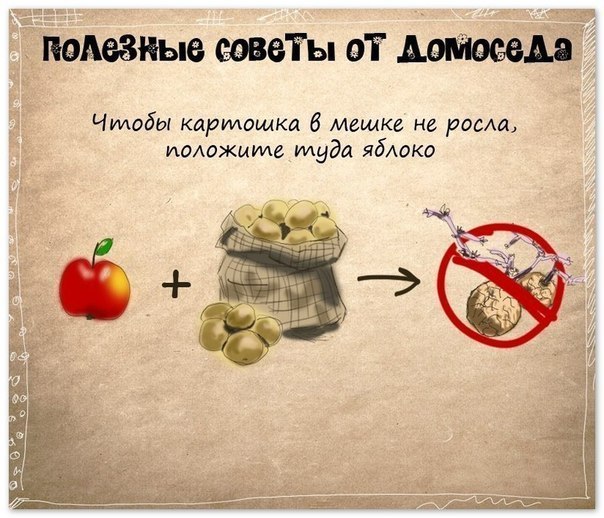 Полезные советы от Домоседа
Чтобы картошка в мешке не росла,
положите туда яблоко